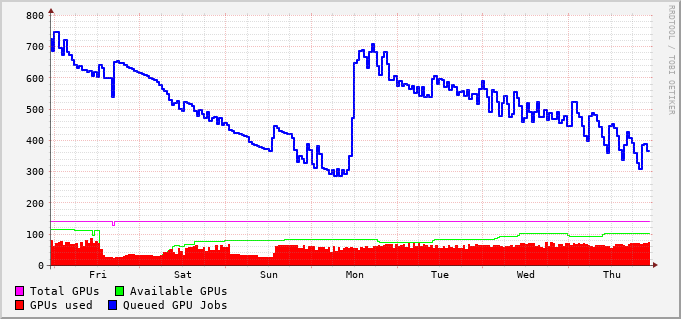 800
700
600
500
400
300
200
100
0
Fri Sat Sun Mon Tue Wed Thu
Total GPUs Available GPUs
GPUs used Queued GPU Jobs
RRDTOOL / TOBI OETIKER